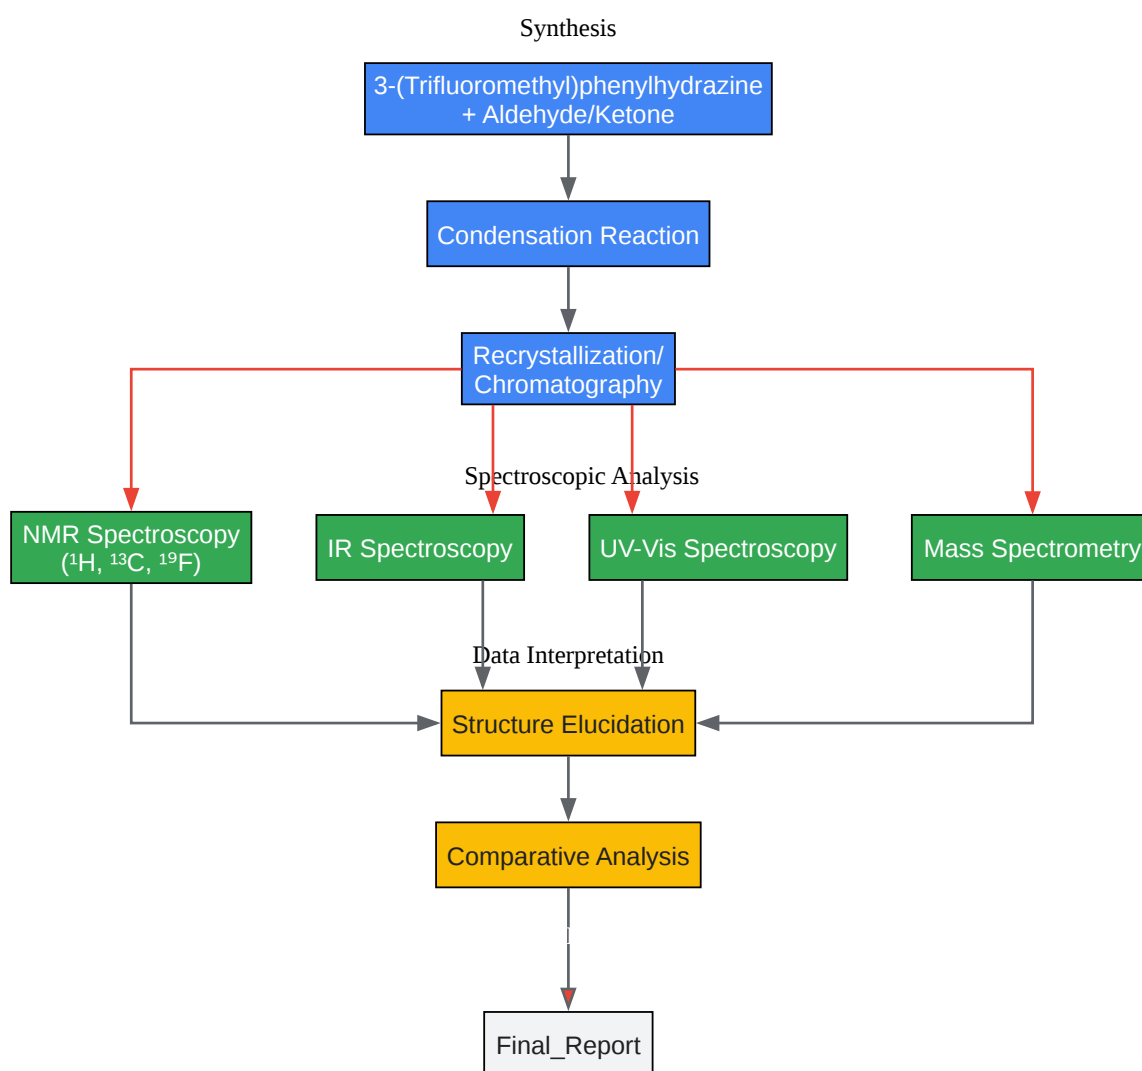 Synthesis
3-(Trifluoromethyl)phenylhydrazine
+ Aldehyde/Ketone
Condensation Reaction
Recrystallization/
Chromatography
Spectroscopic Analysis
NMR Spectroscopy
(¹H, ¹³C, ¹⁹F)
IR Spectroscopy
UV-Vis Spectroscopy
Mass Spectrometry
Data Interpretation
Structure Elucidation
Comparative Analysis
Final_Report